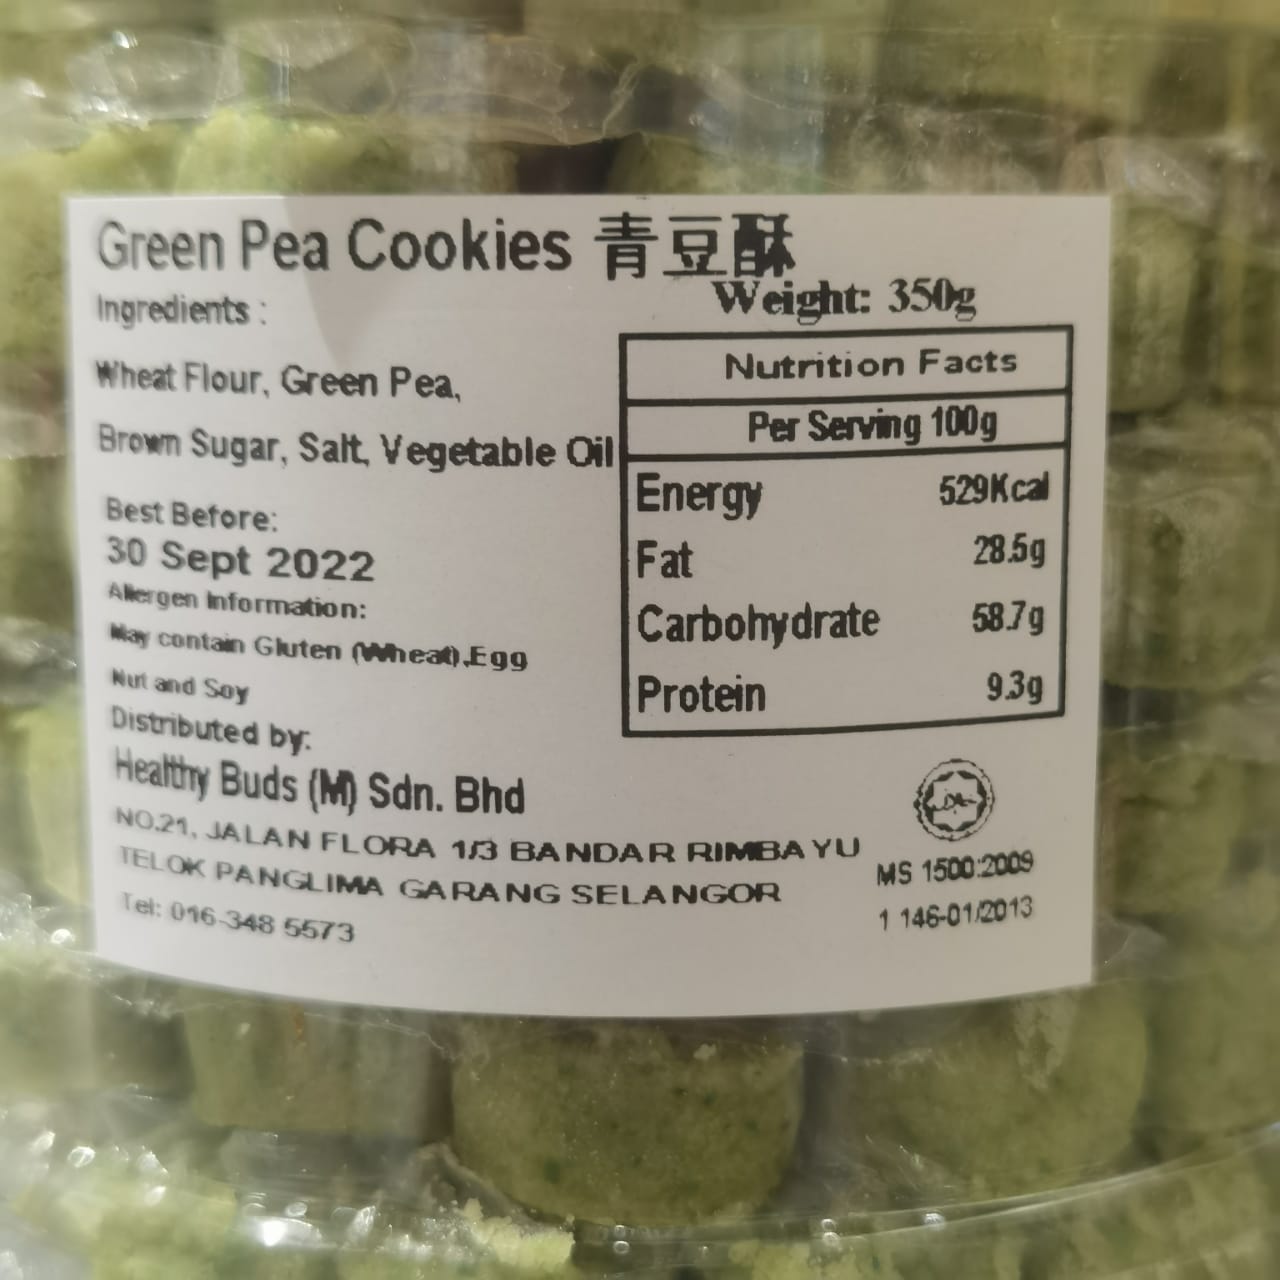 Green Pea Cookies 青豆酥
Weight: 350g
Ingredients :
Wheat Flour, Green Pea,
Brown Sugar, Salt, Vegetable Oil
Best Before:
30 Sept 2022
Allergen Information:
May contain Gluten (Wheat),Egg
Nut and Soy
Distributed by:
Healthy Buds (M) Sdn. Bhd
NO.21, JALAN FLORA 1/3 BANDAR RIMBAYU
TELOK PANGLIMA GARANG SELANGOR
Tel: 016-348 5573
Nutrition Facts
Per Serving 100g
Energy 529Kcal
Fat 28.5g
Carbohydrate 58.7g
Protein 9.3g
MS 1500:2009
1 146-01/2013